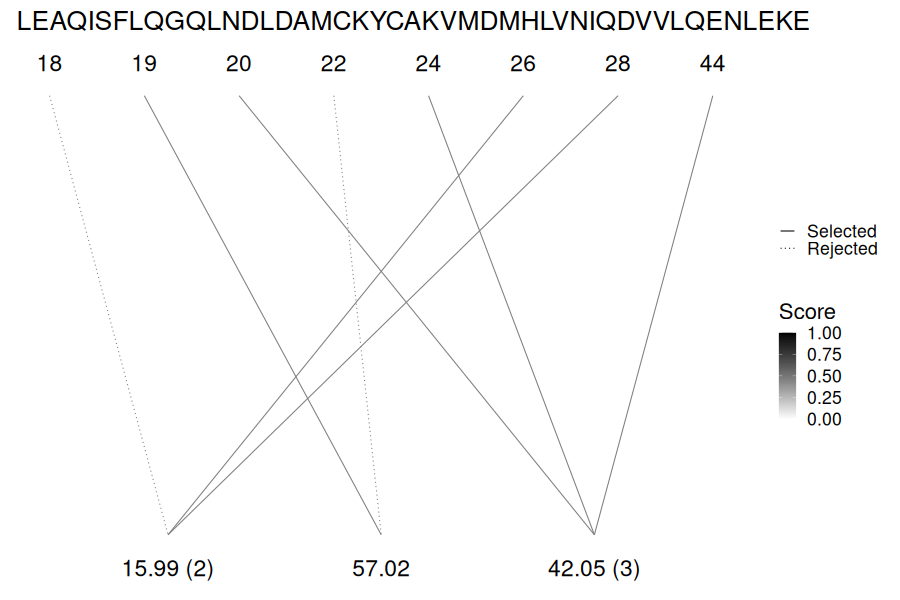 LEAQISFLQGQLNDLDAMCKYCAKVMDMHLVNIQDVVLQENLEKE
18 19 20 22 24 26 28 44
Selected
Rejected
Score
1.00
0.75
0.50
0.25
0.00
15.99 (2) 57.02 42.05 (3)